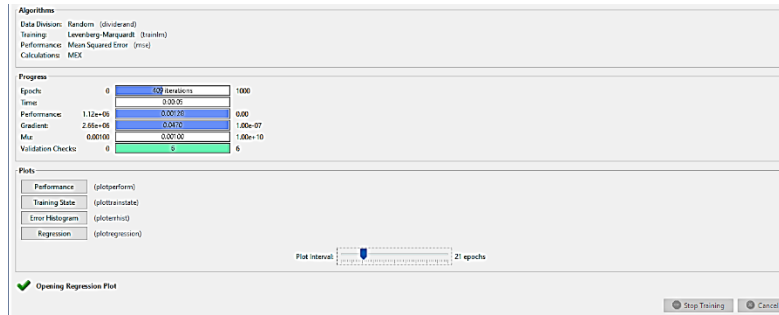 Algorithms
Data Division: Random (dividerand)
Training: Levenberg-Marquardt (trainlm)
Performance: Mean Squared Error (mse)
Calculations: MEX
Progress
Epoch: 0 409 iterations 1000
Time: 0:00:05
Performance: 1.12e+06 0.00128 0.00
Gradient: 2.66e+06 0.0470 1.00e-07
Mu: 0.00100 0.00100 1.00e+10
Validation Checks: 0 6 6
Plots
Performance (plotperform)
Training State (plottrainstate)
Error Histogram (ploterrhist)
Regression (plotregression)
Plot Interval: 21 epochs
Opening Regression Plot
Stop Training Cancel